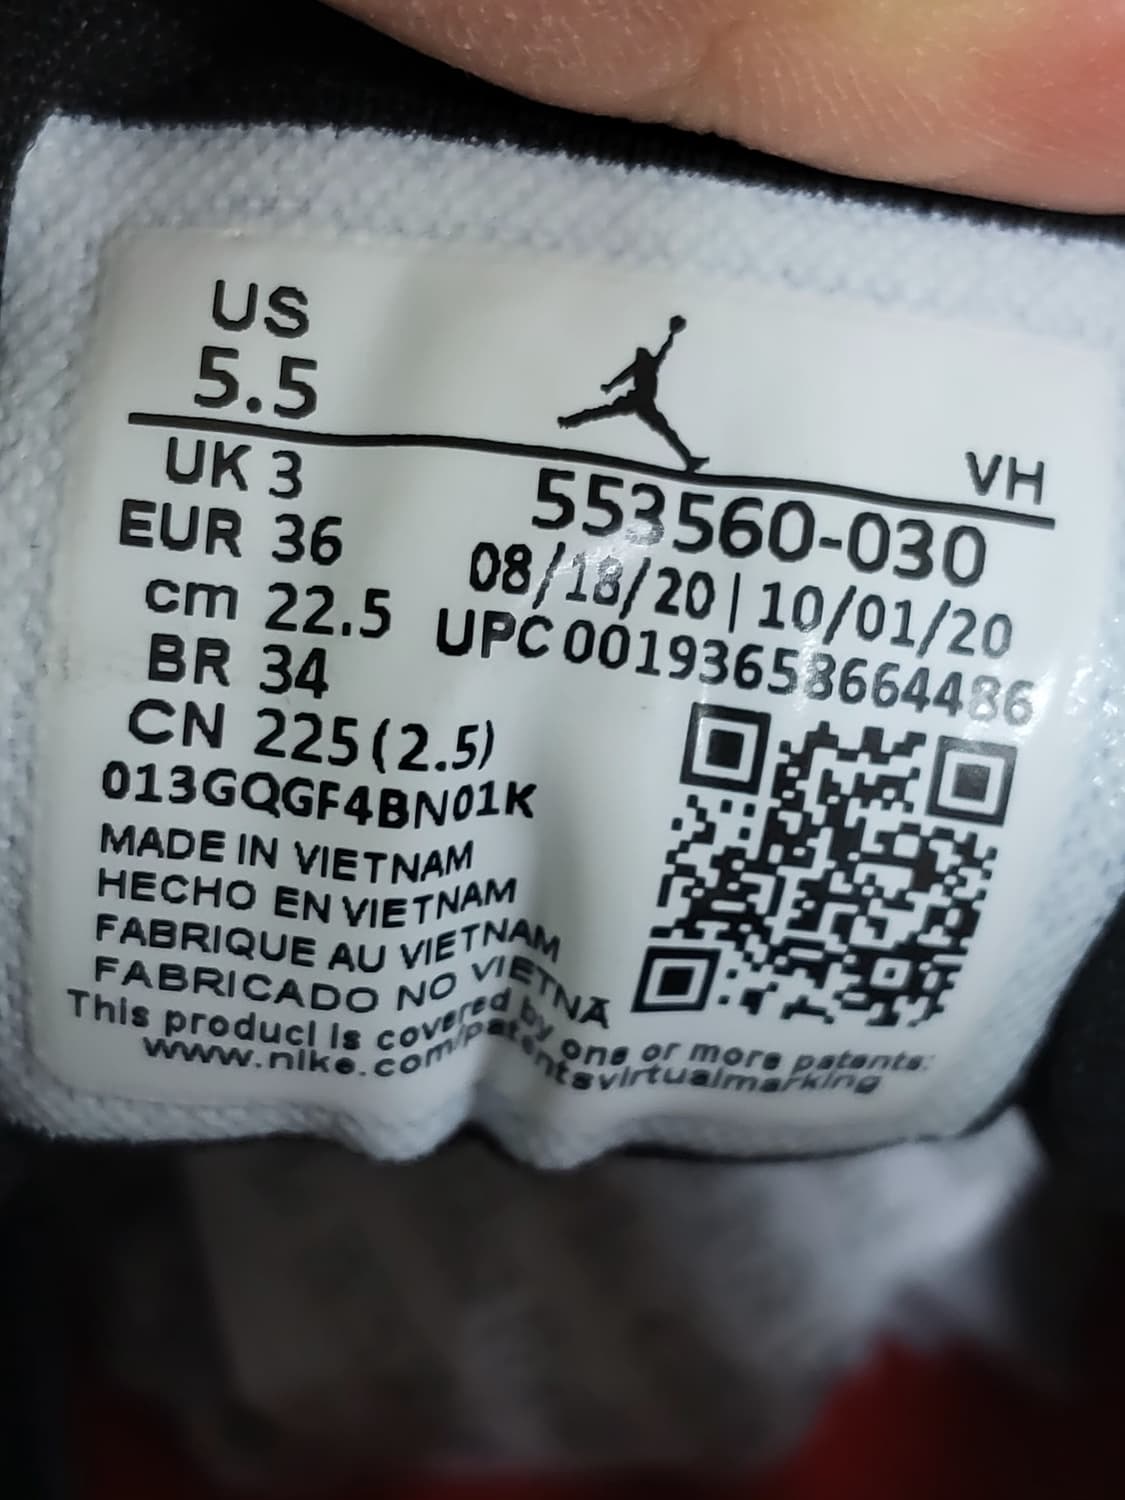 US
5.5
VH
UK 3
EUR 36
cm 22.5
BR 34
CN 225(2.5)
013GQGF4BN01K
553560-030
08/18/20 | 10/01/20
UPC 00193658664486
MADE IN VIETNAM
HECHO EN VIETNAM
FABRIQUE AU VIETNAM
FABRICADO NO VIETNÃ
This product is covered by one or more patents:
www.nike.com/patentsvirtualmarking